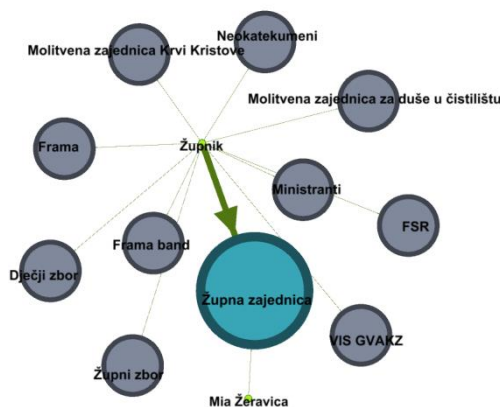 Neokatekumeni
Molitvena zajednica Krvi Kristove
Molitvena zajednica za duše u čistilištu
Frama
Župnik
Ministranti
FSR
Frama band
Dječji zbor
Župna zajednica
VIS GVAKZ
Župni zbor
Mia Žeravica